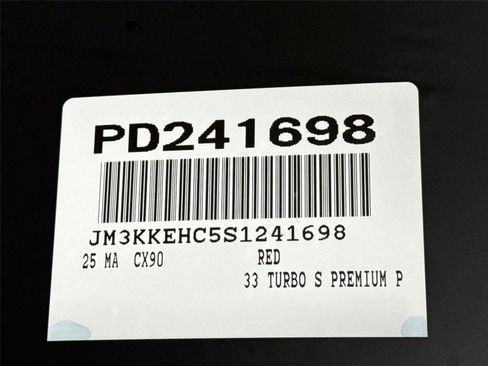 PD241698
JM3KKEHC5S1241698
25 MA CX90 RED
33 TURBO S PREMIUM P